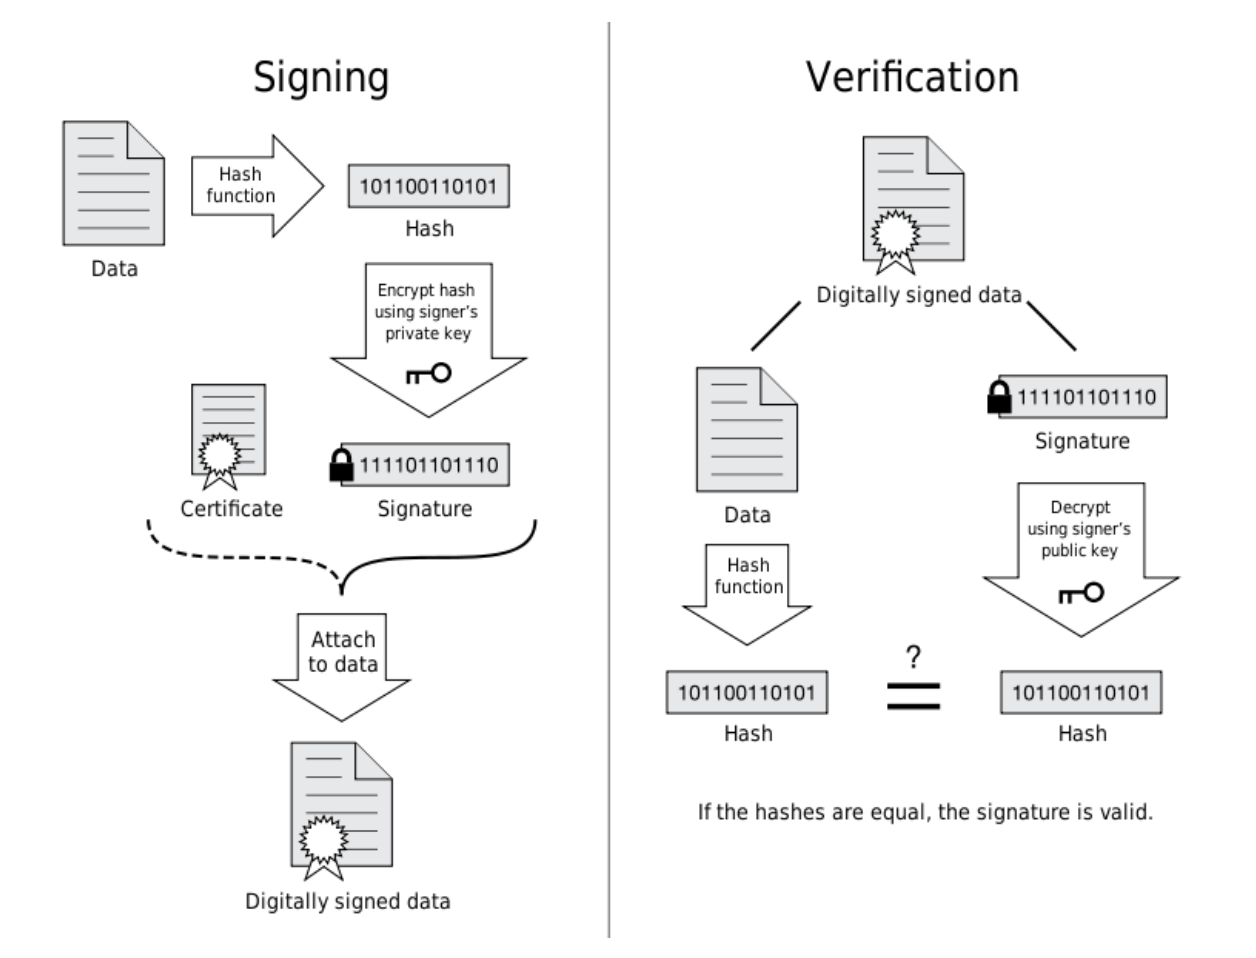 Signing
Hash
function
101100110101
Hash
Data
Encrypt hash
using signer's
private key
111101101110
Certificate
Signature
Attach
to data
Digitally signed data
Verification
Digitally signed data
111101101110
Signature
Data
Decrypt
using signer's
public key
Hash
function
?
101100110101
101100110101
Hash
Hash
If the hashes are equal, the signature is valid.